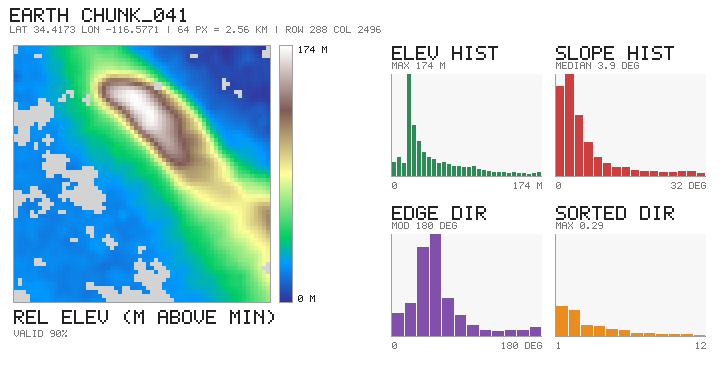 EARTH CHUNK_041
LAT 34.4173 LON -116.5771 | 64 PX = 2.56 KM | ROW 288 COL 2496
174 M
0 M
REL ELEV (M ABOVE MIN)
VALID 90%
ELEV HIST
MAX 174 M
0 174 M
SLOPE HIST
MEDIAN 3.9 DEG
0 32 DEG
EDGE DIR
MOD 180 DEG
0 180 DEG
SORTED DIR
MAX 0.29
1 12